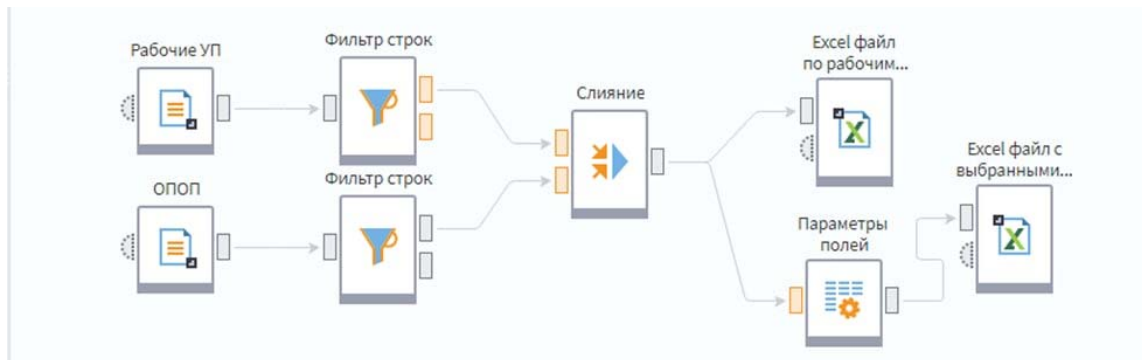 Рабочие УП
Фильтр строк
Слияние
Excel файл
по рабочим...
Excel файл с
выбранными...
ОПОП
Фильтр строк
Параметры
полей